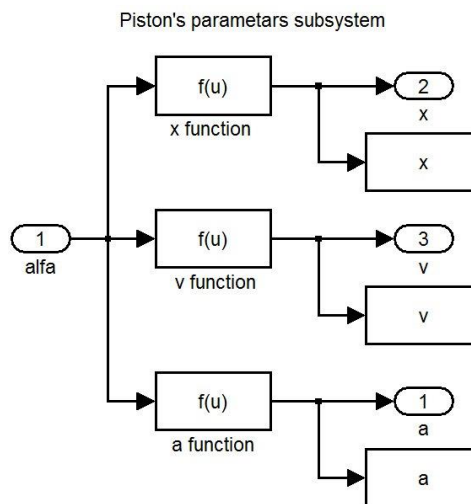 Piston's parametars subsystem
f(u)
x function
2
x
x
1
alfa
f(u)
v function
3
v
v
f(u)
a function
1
a
a